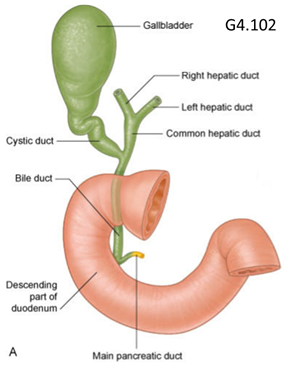 Gallbladder
G4.102
Right hepatic duct
Left hepatic duct
Common hepatic duct
Cystic duct
Bile duct
Descending
part of
duodenum
A
Main pancreatic duct